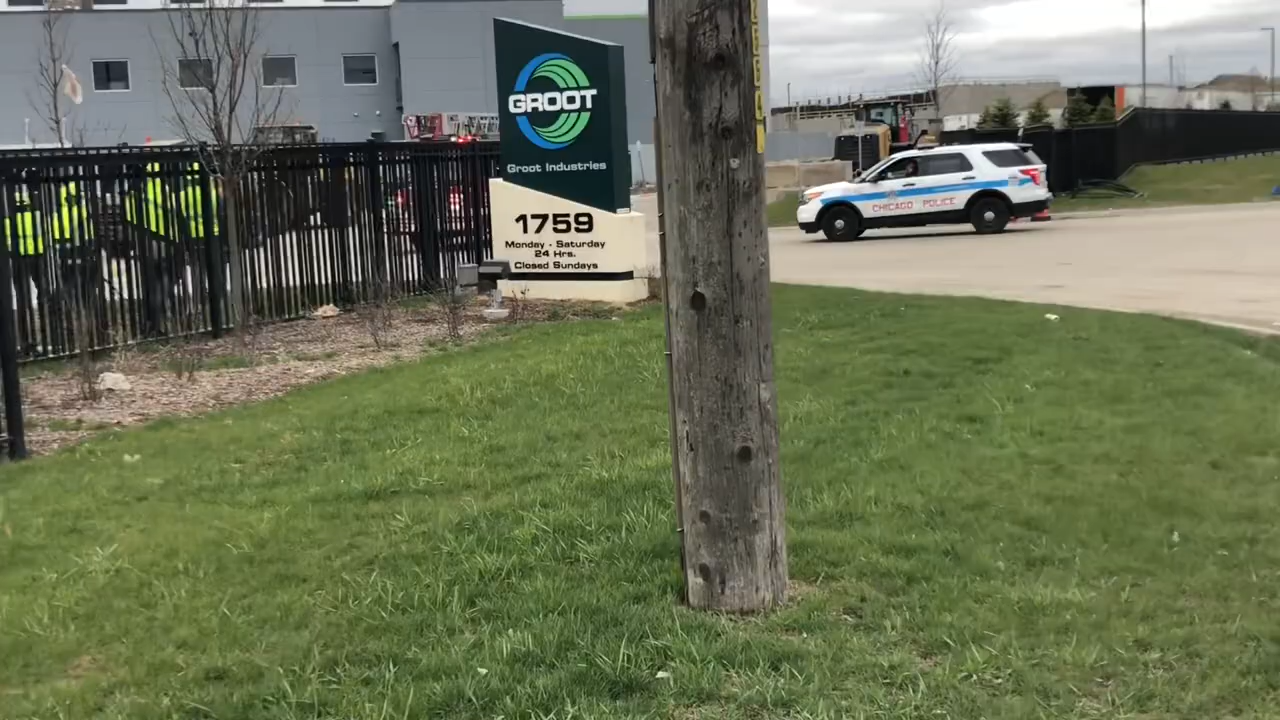 GROOT
Groot Industries
1759
Monday - Saturday
24 Hrs.
Closed Sundays
CHICAGO POLICE